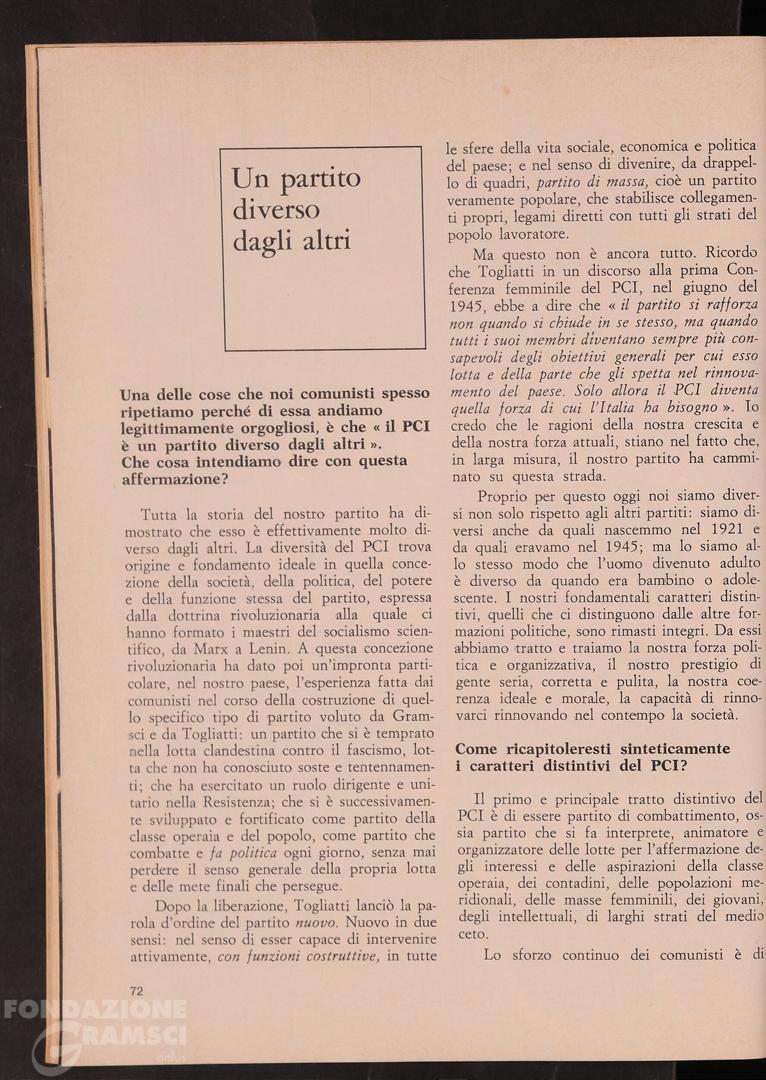 Un partito
diverso
dagli altri
Una delle cose che noi comunisti spesso
ripetiamo perché di essa andiamo
legittimamente orgogliosi, è che « il PCI
è un partito diverso dagli altri ».
Che cosa intendiamo dire con questa
affermazione?
Tutta la storia del nostro partito ha di-
mostrato che esso è effettivamente molto di-
verso dagli altri. La diversità del PCI trova
origine e fondamento ideale in quella conce-
zione della società, della politica, del potere
e della funzione stessa del partito, espressa
dalla dottrina rivoluzionaria alla quale ci
hanno formato i maestri del socialismo scien-
tifico, da Marx a Lenin. A questa concezione
rivoluzionaria ha dato poi un'impronta parti-
colare, nel nostro paese, l'esperienza fatta dai
comunisti nel corso della costruzione di quel-
lo specifico tipo di partito voluto da Gram-
sci e da Togliatti: un partito che si è temprato
nella lotta clandestina contro il fascismo, lot-
ta che non ha conosciuto soste e tentennamen-
ti; che ha esercitato un ruolo dirigente e uni-
tario nella Resistenza; che si è successivamen-
te sviluppato e fortificato come partito della
classe operaia e del popolo, come partito che
combatte e fa politica ogni giorno, senza mai
perdere il senso generale della propria lotta
e delle mete finali che persegue.
Dopo la liberazione, Togliatti lanciò la pa-
rola d'ordine del partito nuovo. Nuovo in due
sensi: nel senso di esser capace di intervenire
attivamente, con funzioni costruttive, in tutte
72
le sfere della vita sociale, economica e politica
del paese; e nel senso di divenire, da drappel-
lo di quadri, partito di massa, cioè un partito
veramente popolare, che stabilisce collegamen-
ti propri, legami diretti con tutti gli strati del
popolo lavoratore.
Ma questo non è ancora tutto. Ricordo
che Togliatti in un discorso alla prima Con-
ferenza femminile del PCI, nel giugno del
1945, ebbe a dire che « il partito si rafforza
non quando si chiude in se stesso, ma quando
tutti i suoi membri diventano sempre più con-
sapevoli degli obiettivi generali per cui esso
lotta e della parte che gli spetta nel rinnova-
mento del paese. Solo allora il PCI diventa
quella forza di cui l'Italia ha bisogno ». Io
credo che le ragioni della nostra crescita e
della nostra forza attuali, stiano nel fatto che,
in larga misura, il nostro partito ha cammi-
nato su questa strada.
Proprio per questo oggi noi siamo diver-
si non solo rispetto agli altri partiti: siamo di-
versi anche da quali nascemmo nel 1921 e
da quali eravamo nel 1945; ma lo siamo al-
lo stesso modo che l'uomo divenuto adulto
è diverso da quando era bambino o adole-
scente. I nostri fondamentali caratteri distin-
tivi, quelli che ci distinguono dalle altre for-
mazioni politiche, sono rimasti integri. Da essi
abbiamo tratto e traiamo la nostra forza poli-
tica e organizzativa, il nostro prestigio di
gente seria, corretta e pulita, la nostra coe-
renza ideale e morale, la capacità di rinno-
varci rinnovando nel contempo la società.
Come ricapitoleresti sinteticamente
i caratteri distintivi del PCI?
Il primo e principale tratto distintivo del
PCI è di essere partito di combattimento, os-
sia partito che si fa interprete, animatore e
organizzatore delle lotte per l'affermazione de-
gli interessi e delle aspirazioni della classe
operaia, dei contadini, delle popolazioni me-
ridionali, delle masse femminili, dei giovani,
degli intellettuali, di larghi strati del medio
ceto.
Lo sforzo continuo dei comunisti è di
FONDAZIONE
GRAMSCI
onlus